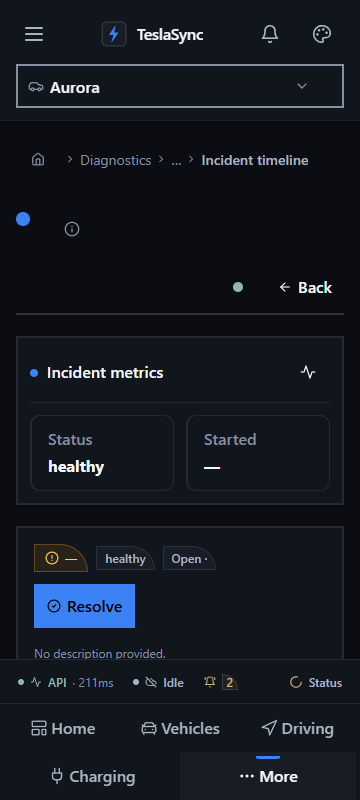 TeslaSync
Aurora
Diagnostics > ... > Incident timeline
← Back
Incident metrics
Status
healthy
Started
—
— healthy Open ·
Resolve
No description provided.
API · 211ms Idle 2 Status
Home Vehicles Driving
Charging ··· More